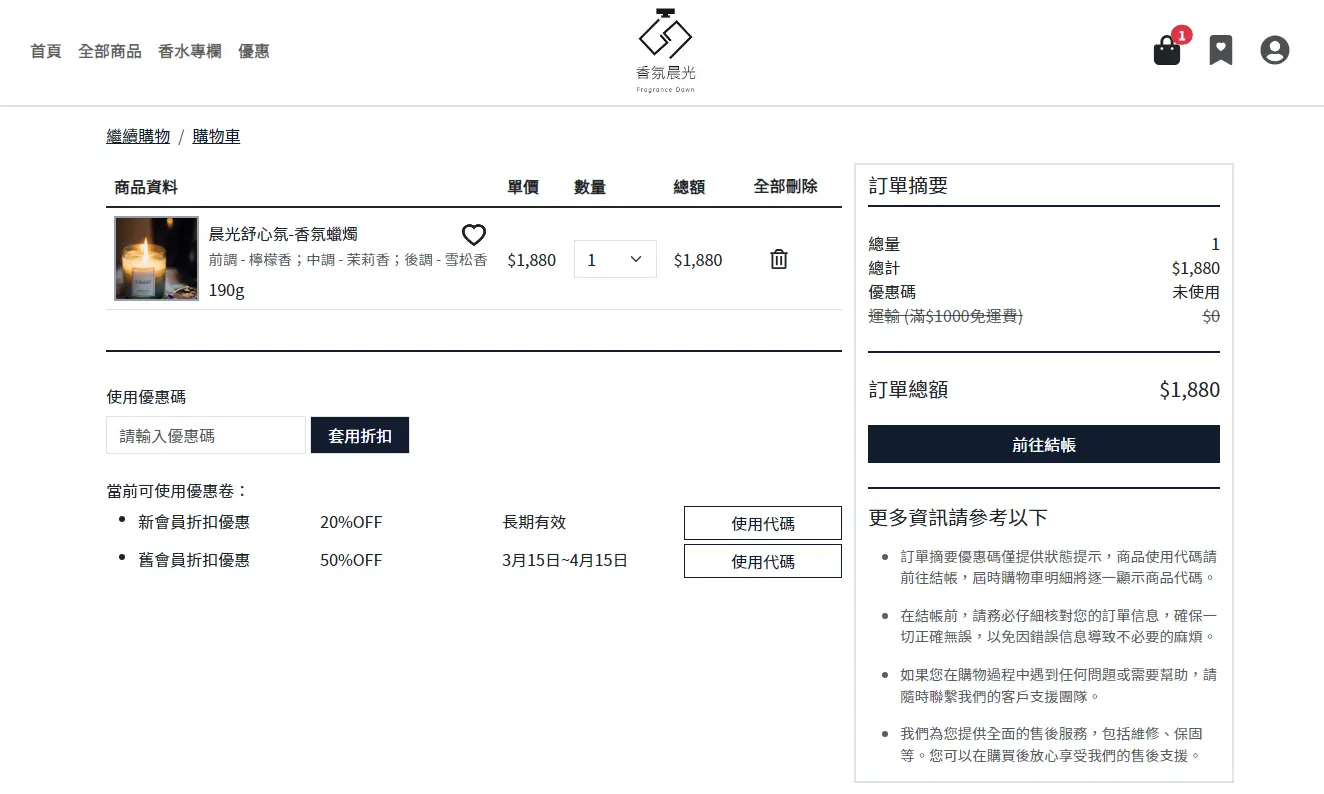 首頁 全部商品 香水專欄 優惠
香氛晨光
Fragrance Dawn
1
繼續購物 / 購物車
商品資料 單價 數量 總額 全部刪除
晨光舒心氛-香氛蠟燭
前調 - 檸檬香；中調 - 茉莉香；後調 - 雪松香 $1,880 1 $1,880
190g
使用優惠碼
請輸入優惠碼 套用折扣
當前可使用優惠卷：
新會員折扣優惠 20%OFF 長期有效 使用代碼
舊會員折扣優惠 50%OFF 3月15日~4月15日 使用代碼
訂單摘要
總量 1
總計 $1,880
優惠碼 未使用
運輸 (滿$1000免運費) $0
訂單總額 $1,880
前往結帳
更多資訊請參考以下
訂單摘要優惠碼僅提供狀態提示，商品使用代碼請
前往結帳，屆時購物車明細將逐一顯示商品代碼。
在結帳前，請務必仔細核對您的訂單信息，確保一
切正確無誤，以免因錯誤信息導致不必要的麻煩。
如果您在購物過程中遇到任何問題或需要幫助，請
隨時聯繫我們的客戶支援團隊。
我們為您提供全面的售後服務，包括維修、保固
等。您可以在購買後放心享受我們的售後支援。